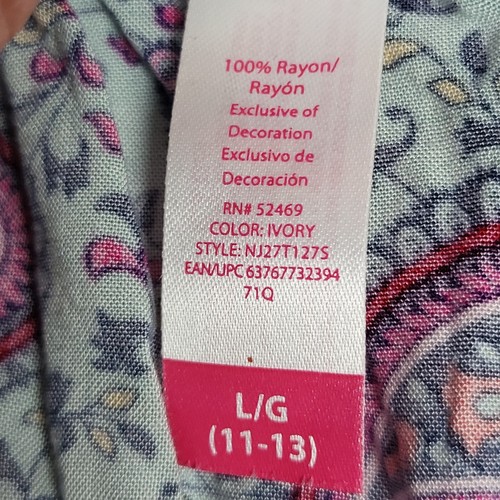 100% Rayon/
Rayón
Exclusive of
Decoration
Exclusivo de
Decoración
RN# 52469
COLOR: IVORY
STYLE: NJ27T127S
EAN/UPC 63767732394
71Q
L/G
(11-13)